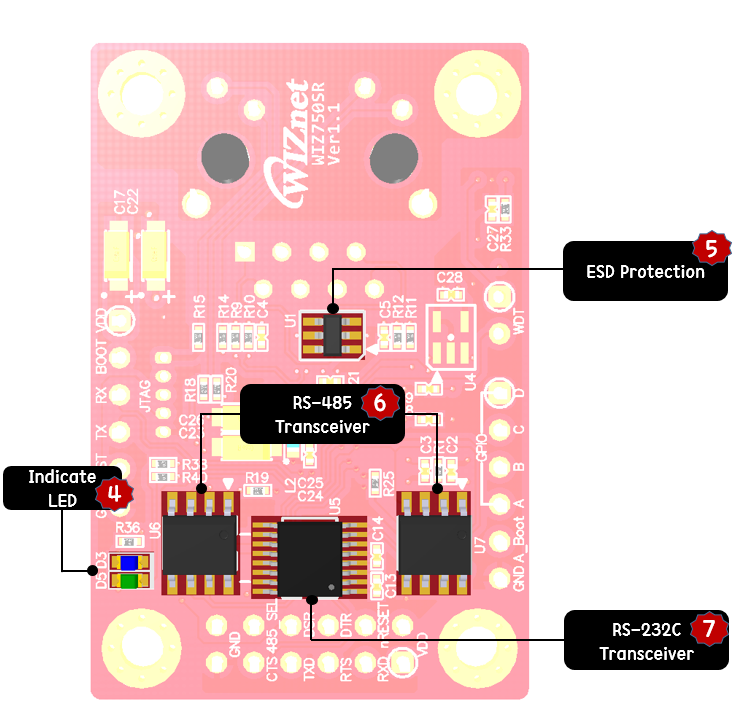 WIZnet
WIZ750SR
Ver1.1
C17
C22
C27
R33
5
ESD Protection
C28
R15
R14
R9
R10
C4
U1
C5
R12
R11
U4
WDT
VDD
BOOT
RX
TX
JTAG
R18
R20
RS-485
Transceiver
6
D
C
B
A
GPIO
C3
C2
R19
L2
C25
C24
R25
Indicate
LED
4
R36
D3
D5
U6
U5
U7
C14
C13
A_Boot
GND
SEL
DTR
nRESET
GND
485
CTS
TXD
RTS
RXD
VDD
RS-232C
Transceiver
7